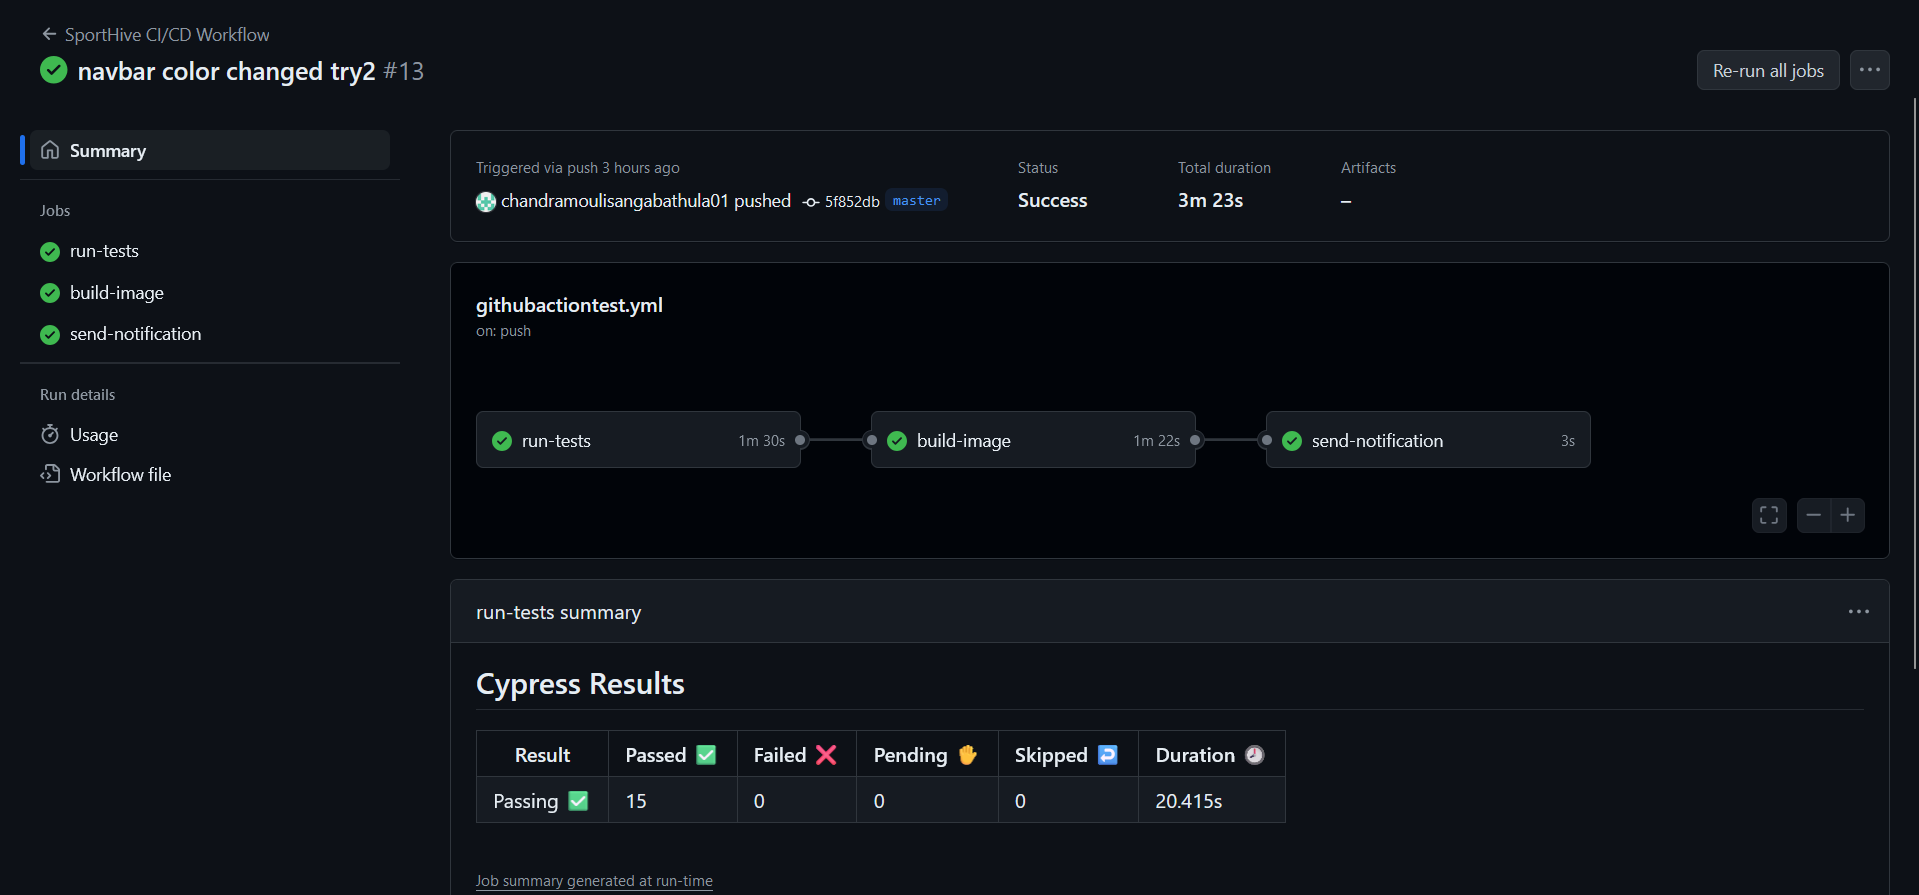 SportHive CI/CD Workflow
navbar color changed try2 #13
Re-run all jobs
Summary
Jobs
run-tests
build-image
send-notification
Run details
Usage
Workflow file
Triggered via push 3 hours ago
chandramoulisangabathula01 pushed 5f852db master
Status
Success
Total duration
3m 23s
Artifacts
–
githubactiontest.yml
on: push
run-tests 1m 30s
build-image 1m 22s
send-notification 3s
run-tests summary
Cypress Results
Result Passed ✅ Failed ❌ Pending ✋ Skipped ↩️ Duration 🕗
Passing ✅ 15 0 0 0 20.415s
Job summary generated at run-time